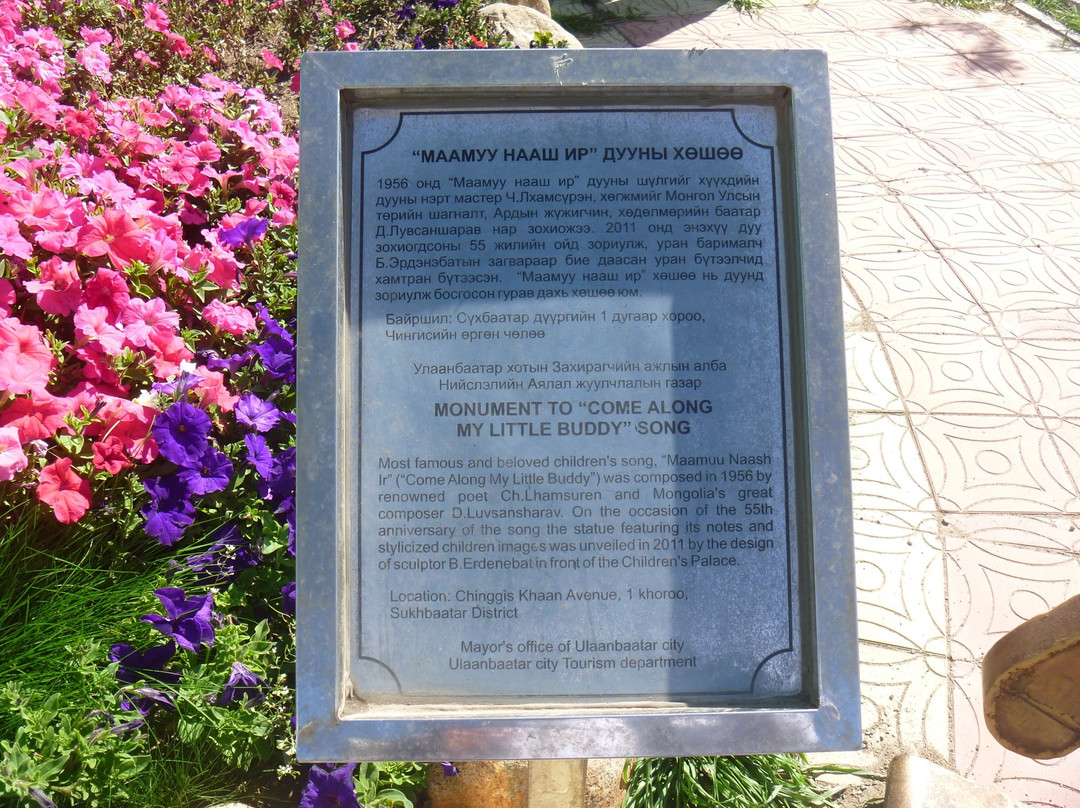 “МААМУУ НААШ ИР” ДУУНЫ ХӨШӨӨ
1956 онд “Маамуу нааш ир” дууны шүлгийг хүүхдийн
дууны нэрт мастер Ч.Лхамсүрэн, хөгжмийг Монгол Улсын
төрийн шагналт, Ардын жүжигчин, хөдөлмөрийн баатар
Д.Лувсаншарав нар зохиожээ. 2011 онд энэхүү дуу
зохиогдсоны 55 жилийн ойд зориулж, уран барималч
Б.Эрдэнэбатын загвараар бие даасан уран бүтээлчид
хамтран бүтээсэн. “Маамуу нааш ир” хөшөө нь дуунд
зориулж босгосон гурав дахь хөшөө юм.
Байршил: Сүхбаатар дүүргийн 1 дугаар хороо,
Чингисийн өргөн чөлөө
Улаанбаатар хотын Захирагчийн ажлын алба
Нийслэлийн Аялал жуулчлалын газар
MONUMENT TO “COME ALONG
MY LITTLE BUDDY” SONG
Most famous and beloved children's song, “Maamuu Naash
Ir” (“Come Along My Little Buddy”) was composed in 1956 by
renowned poet Ch.Lhamsuren and Mongolia's great
composer D.Luvsansharav. On the occasion of the 55th
anniversary of the song the statue featuring its notes and
stylicized children images was unveiled in 2011 by the design
of sculptor B.Erdenebat in front of the Children's Palace.
Location: Chinggis Khaan Avenue, 1 khoroo,
Sukhbaatar District
Mayor's office of Ulaanbaatar city
Ulaanbaatar city Tourism department